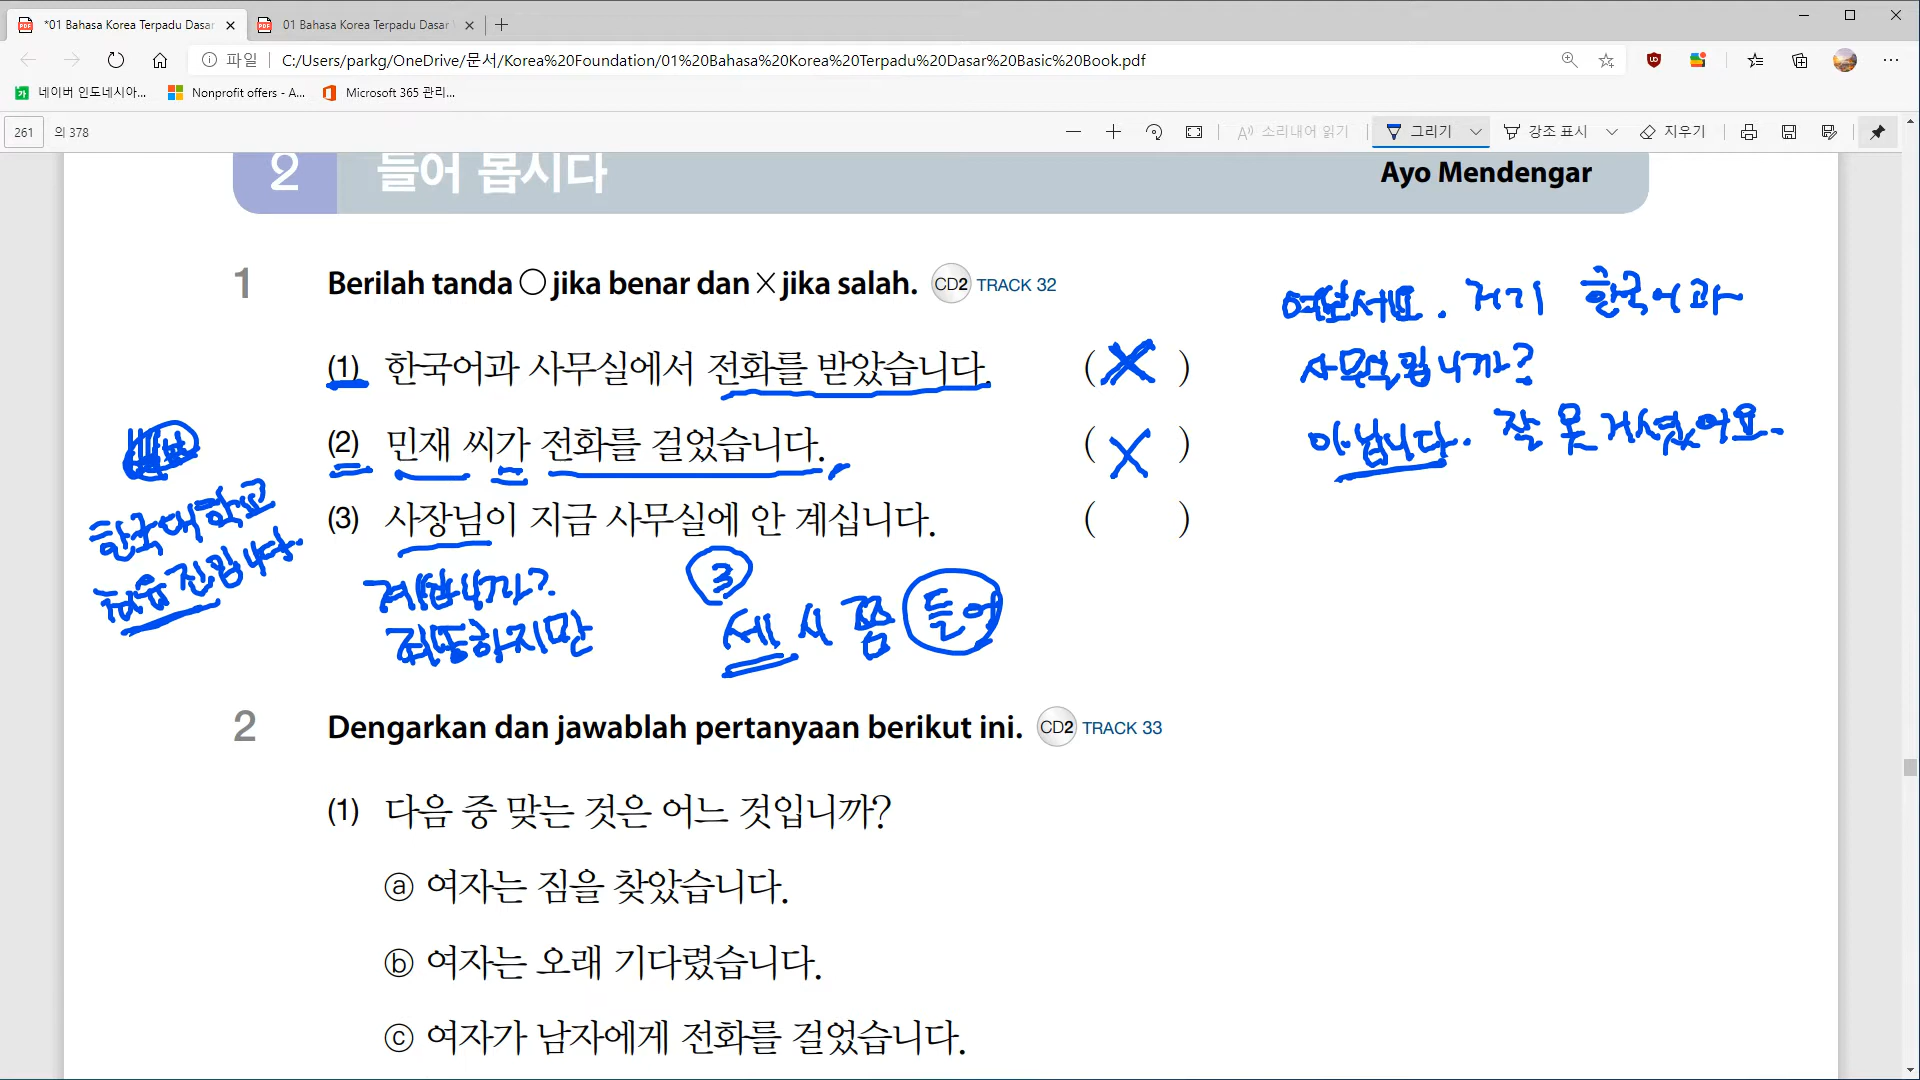 *01 Bahasa Korea Terpadu Dasar
01 Bahasa Korea Terpadu Dasar
파일 C:/Users/parkg/OneDrive/문서/Korea%20Foundation/01%20Bahasa%20Korea%20Terpadu%20Dasar%20Basic%20Book.pdf
네이버 인도네시아... Nonprofit offers - A... Microsoft 365 관리...
261 의 378 소리내어 읽기 그리기 강조 표시 지우기
2 들어 봅시다 Ayo Mendengar
1 Berilah tanda ○ jika benar dan × jika salah. CD2 TRACK 32
여보세요. 거기 한국어과
사무실입니까?
아닙니다. 잘 못 거셨어요.
(1) 한국어과 사무실에서 전화를 받았습니다. ( X )
(2) 민재 씨가 전화를 걸었습니다. ( X )
(3) 사장님이 지금 사무실에 안 계십니다. ( )
한국대학교
진입니다.
계십니까?
죄송하지만
3
세 시 쯤 들어
2 Dengarkan dan jawablah pertanyaan berikut ini. CD2 TRACK 33
(1) 다음 중 맞는 것은 어느 것입니까?
ⓐ 여자는 짐을 찾았습니다.
ⓑ 여자는 오래 기다렸습니다.
ⓒ 여자가 남자에게 전화를 걸었습니다.